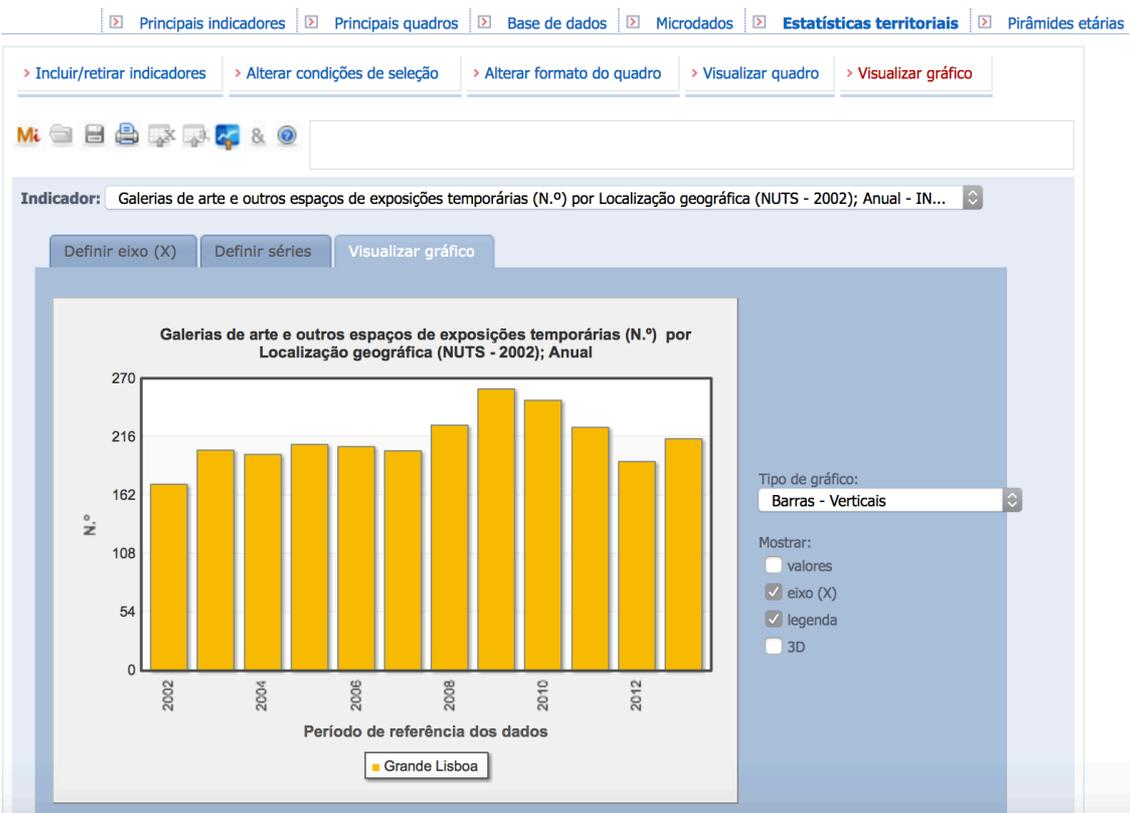 Principais indicadores Principais quadros Base de dados Microdados Estatísticas territoriais Pirâmides etárias
Incluir/retirar indicadores Alterar condições de seleção Alterar formato do quadro Visualizar quadro Visualizar gráfico
Mi & ?
Indicador: Galerias de arte e outros espaços de exposições temporárias (N.º) por Localização geográfica (NUTS - 2002); Anual - IN...
Definir eixo (X) Definir séries Visualizar gráfico
Galerias de arte e outros espaços de exposições temporárias (N.º) por
Localização geográfica (NUTS - 2002); Anual
270
216
162
108
54
0
N.º
2002 2004 2006 2008 2010 2012
Período de referência dos dados
Grande Lisboa
Tipo de gráfico:
Barras - Verticais
Mostrar:
valores
eixo (X)
legenda
3D